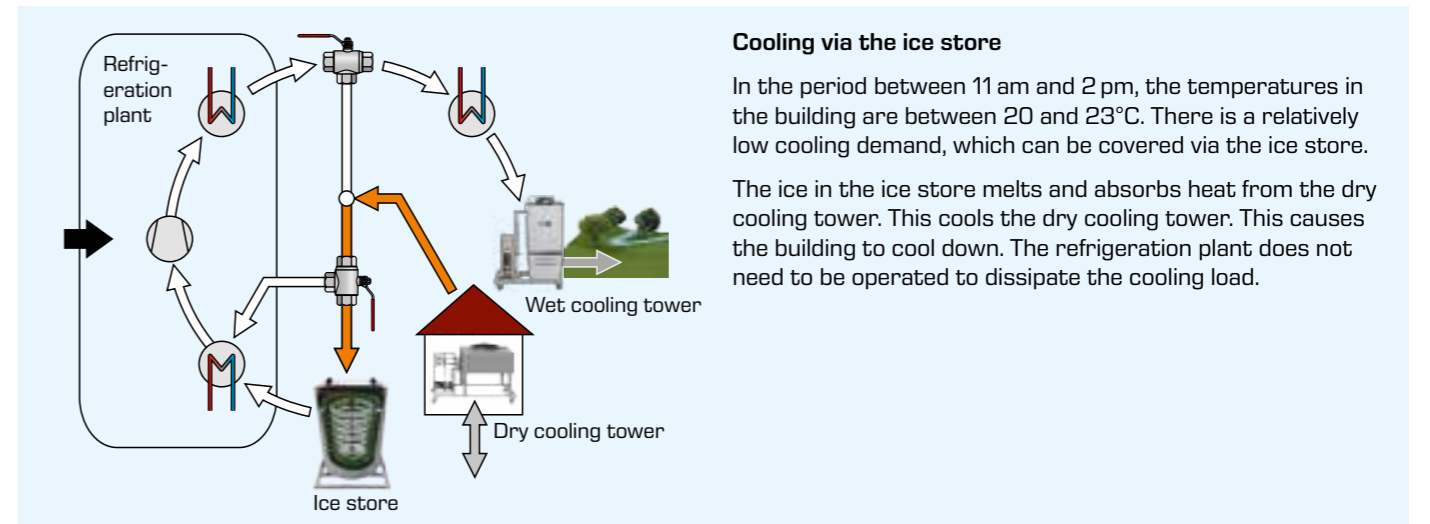 Refrig-
eration
plant
Wet cooling tower
Dry cooling tower
Ice store
Cooling via the ice store
In the period between 11 am and 2 pm, the temperatures in
the building are between 20 and 23°C. There is a relatively
low cooling demand, which can be covered via the ice store.
The ice in the ice store melts and absorbs heat from the dry
cooling tower. This cools the dry cooling tower. This causes
the building to cool down. The refrigeration plant does not
need to be operated to dissipate the cooling load.